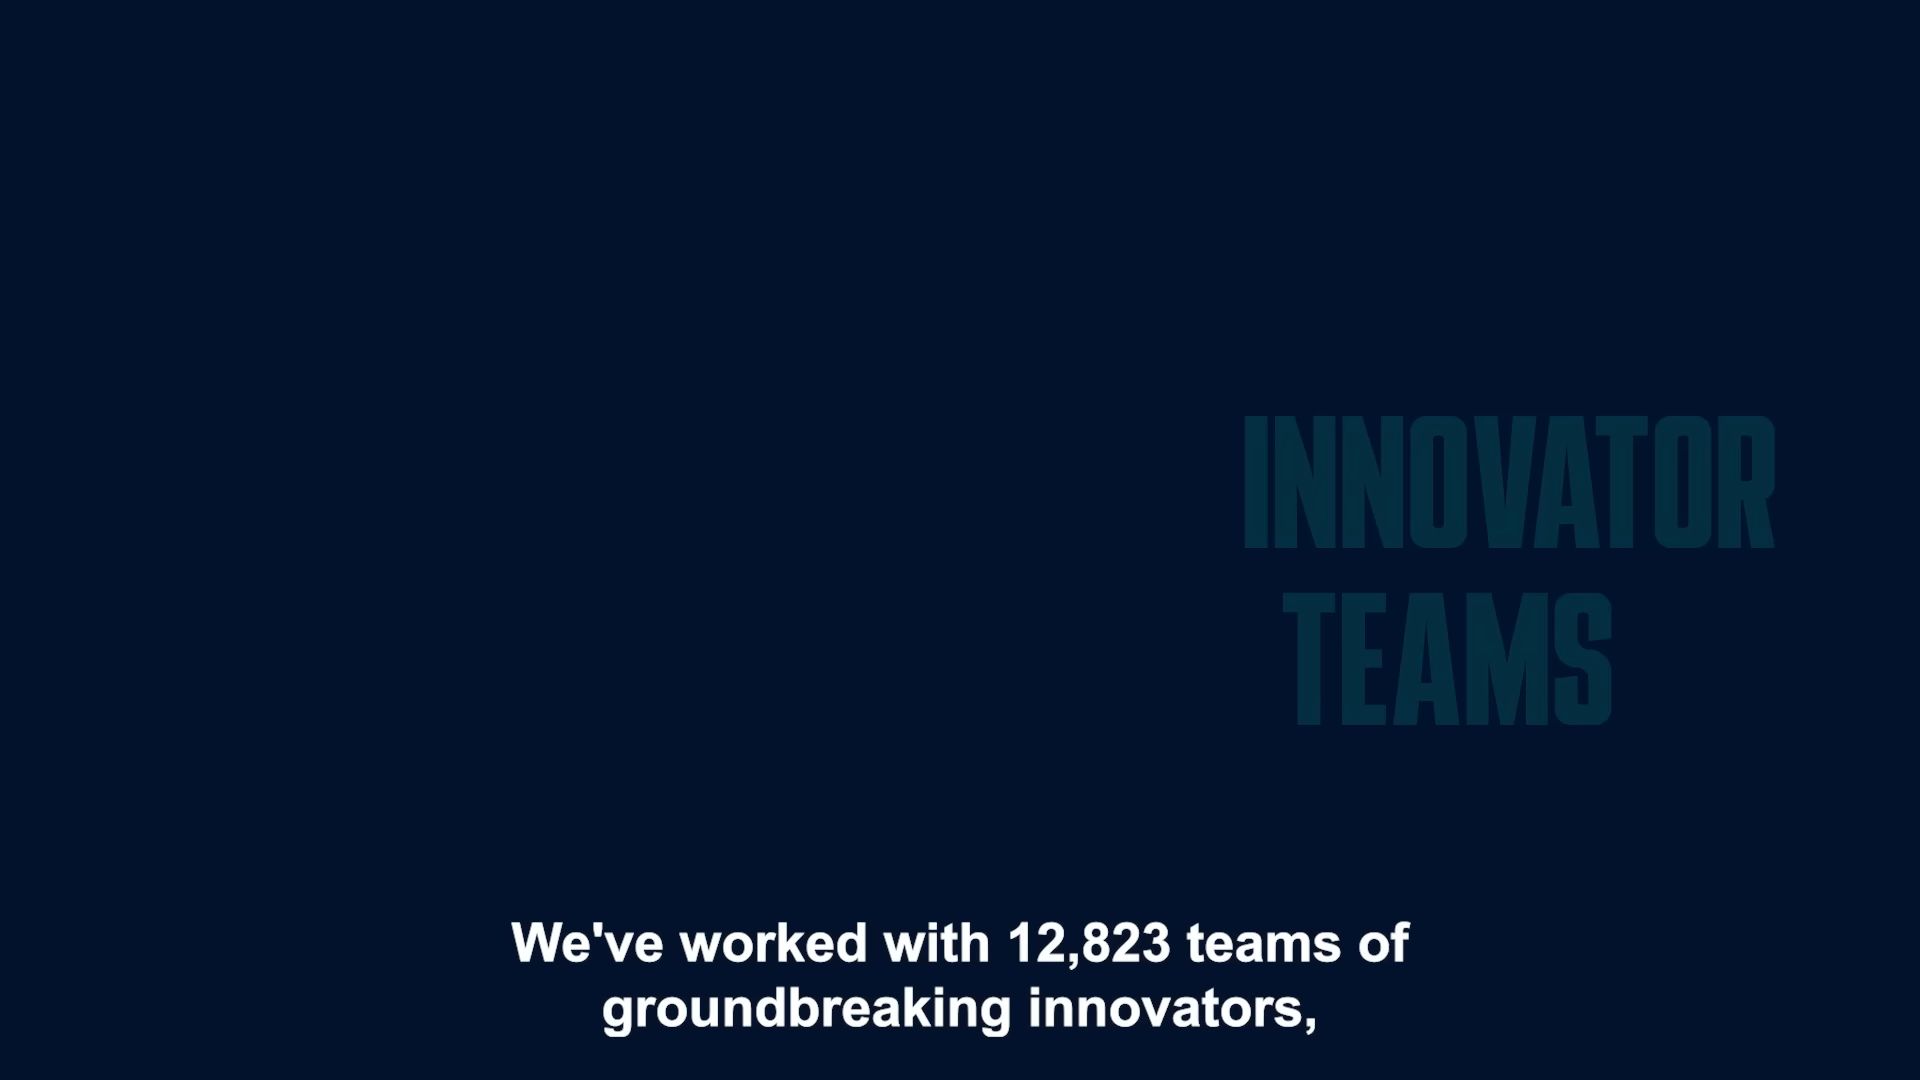 INNOVATOR
TEAMS
We've worked with 12,823 teams of
groundbreaking innovators,